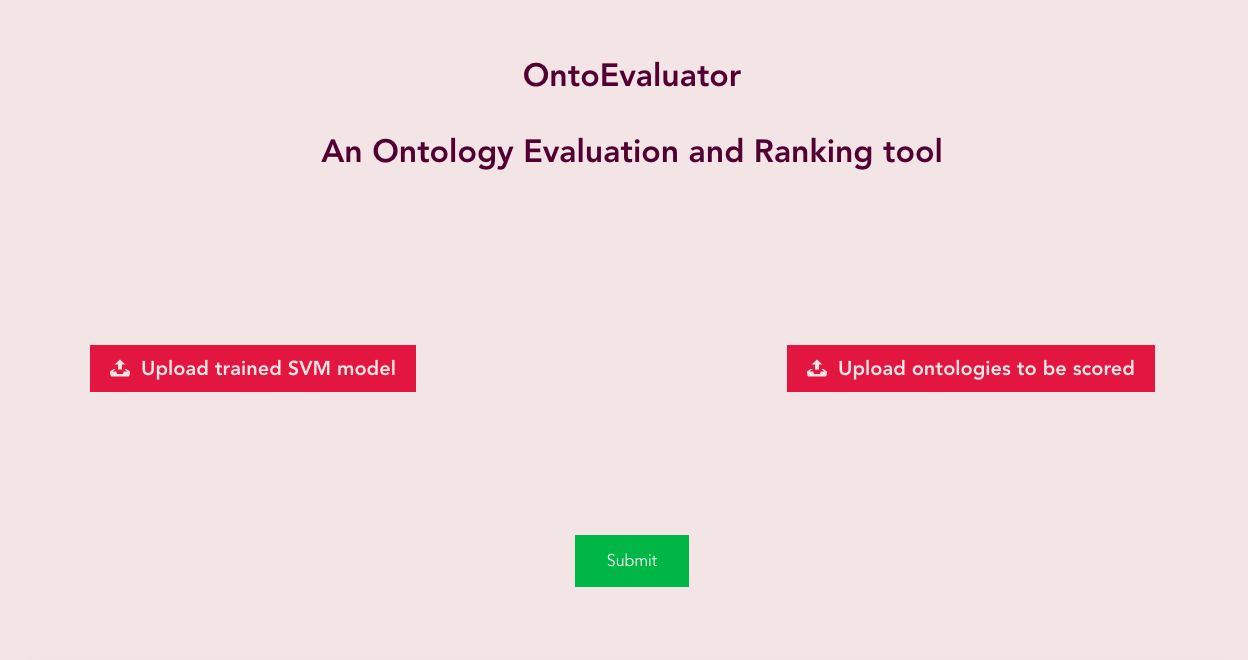 OntoEvaluator
An Ontology Evaluation and Ranking tool
Upload trained SVM model
Upload ontologies to be scored
Submit